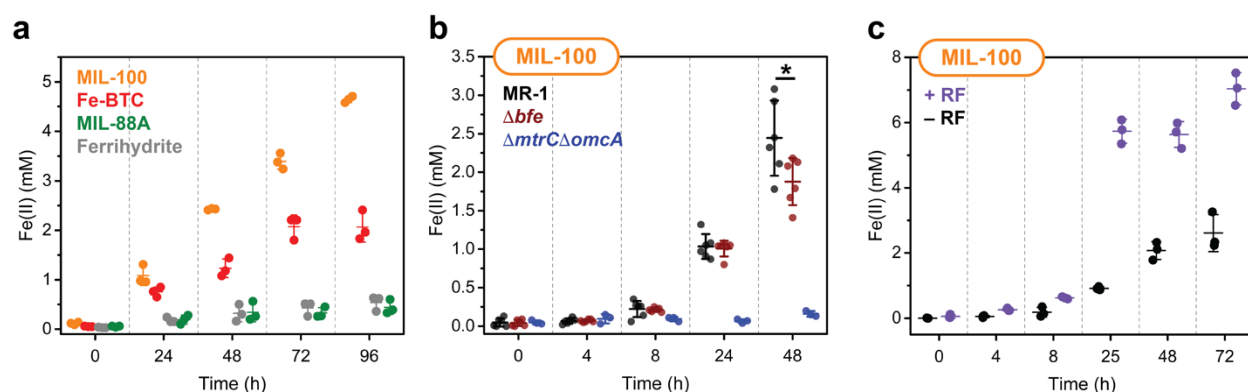 a
MIL-100
Fe-BTC
MIL-88A
Ferrihydrite
Fe(II) (mM)
5
4
3
2
1
0
0 24 48 72 96
Time (h)
b
MIL-100
MR-1
Δbfe
ΔmtrCΔomcA
*
Fe(II) (mM)
3.5
3.0
2.5
2.0
1.5
1.0
0.5
0.0
0 4 8 24 48
Time (h)
c
MIL-100
+ RF
– RF
Fe(II) (mM)
8
6
4
2
0
0 4 8 25 48 72
Time (h)